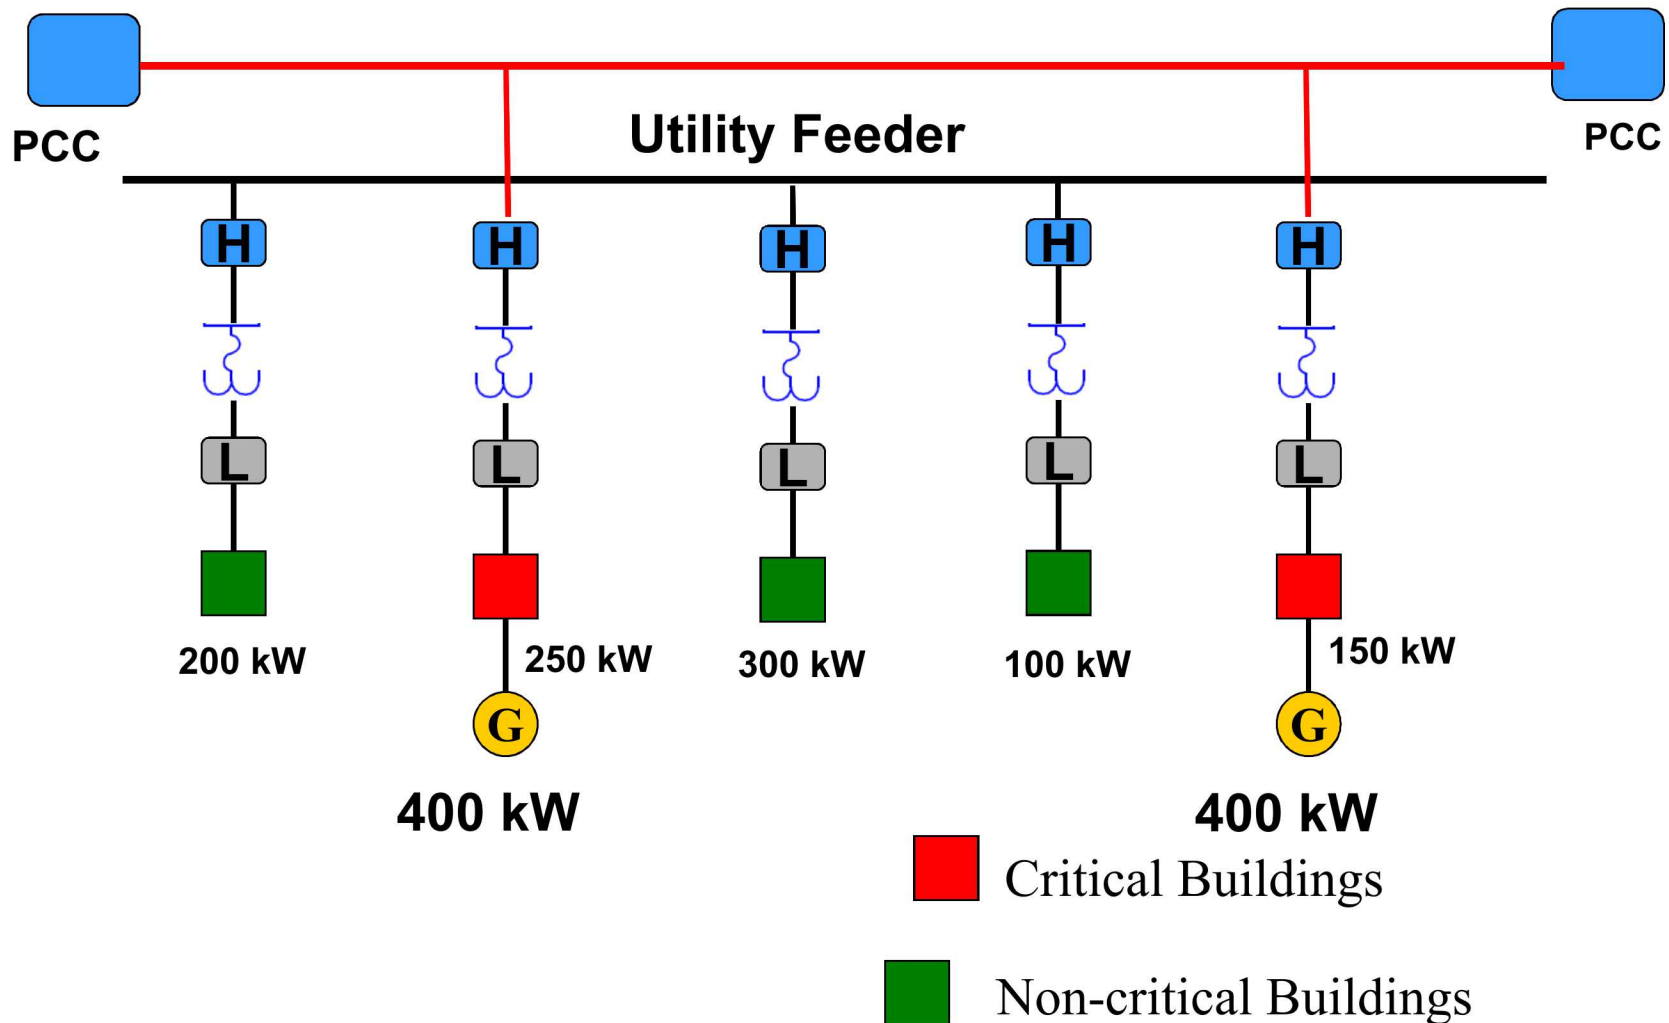 PCC
PCC
Utility Feeder
H
H
H
H
H
L
L
L
L
L
200 kW
250 kW
300 kW
100 kW
150 kW
G
G
400 kW
400 kW
Critical Buildings
Non-critical Buildings